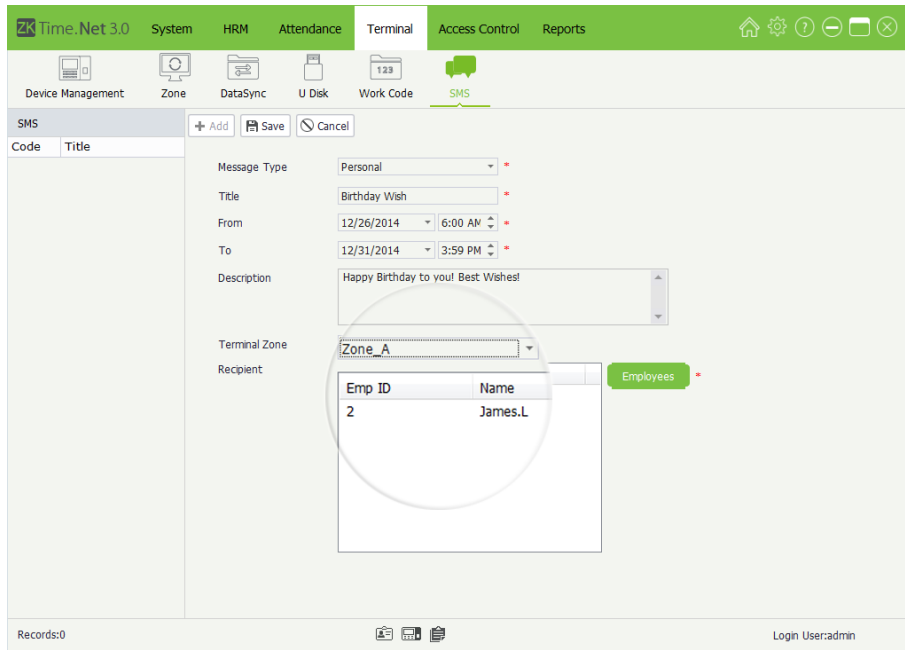 ZK Time.Net 3.0 System HRM Attendance Terminal Access Control Reports
123
Device Management Zone DataSync U Disk Work Code SMS
SMS
Add Save Cancel
Code Title
Message Type Personal *
Title Birthday Wish *
From 12/26/2014 6:00 AM *
To 12/31/2014 3:59 PM *
Description Happy Birthday to you! Best Wishes!
Terminal Zone Zone_A
Recipient Employees *
Emp ID Name
2 James.L
Records:0 Login User:admin